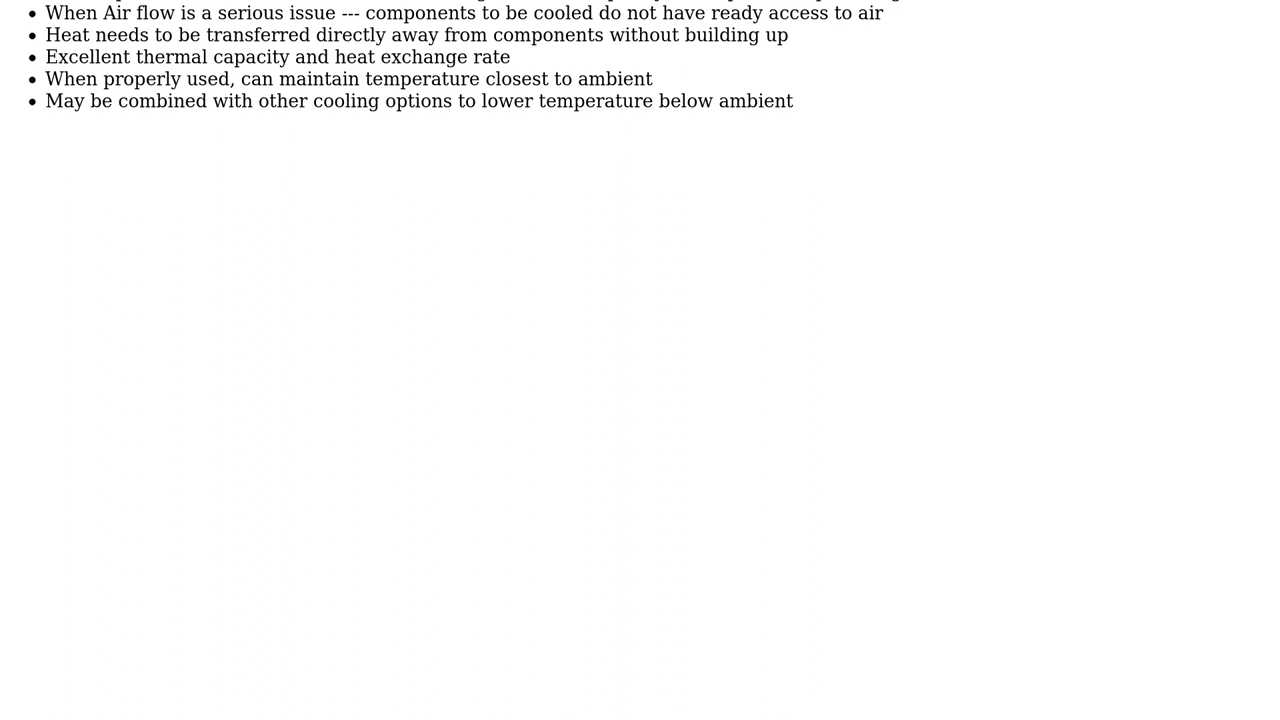 When Air flow is a serious issue --- components to be cooled do not have ready access to air
Heat needs to be transferred directly away from components without building up
Excellent thermal capacity and heat exchange rate
When properly used, can maintain temperature closest to ambient
May be combined with other cooling options to lower temperature below ambient